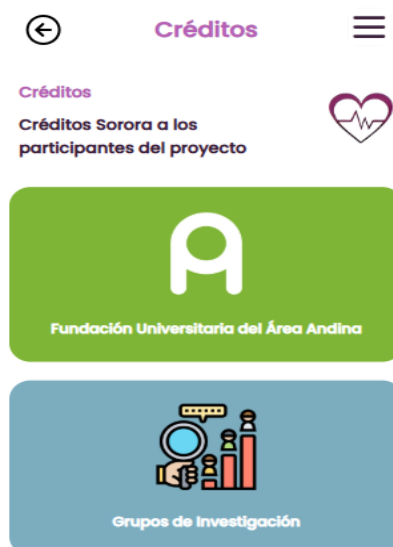 Créditos
Créditos
Créditos Sorora a los
participantes del proyecto
Fundación Universitaria del Área Andina
Grupos de Investigación